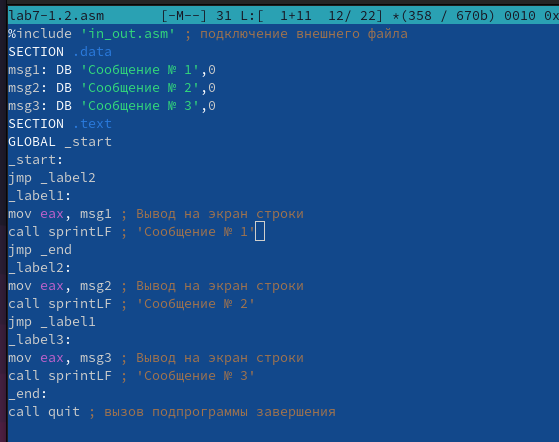 lab7-1.2.asm [-M--] 31 L:[ 1+11 12/ 22] *(358 / 670b) 0010 0x
%include 'in_out.asm' ; подключение внешнего файла
SECTION .data
msg1: DB 'Сообщение № 1',0
msg2: DB 'Сообщение № 2',0
msg3: DB 'Сообщение № 3',0
SECTION .text
GLOBAL _start
_start:
jmp _label2
_label1:
mov eax, msg1 ; Вывод на экран строки
call sprintLF ; 'Сообщение № 1'
jmp _end
_label2:
mov eax, msg2 ; Вывод на экран строки
call sprintLF ; 'Сообщение № 2'
jmp _label1
_label3:
mov eax, msg3 ; Вывод на экран строки
call sprintLF ; 'Сообщение № 3'
_end:
call quit ; вызов подпрограммы завершения